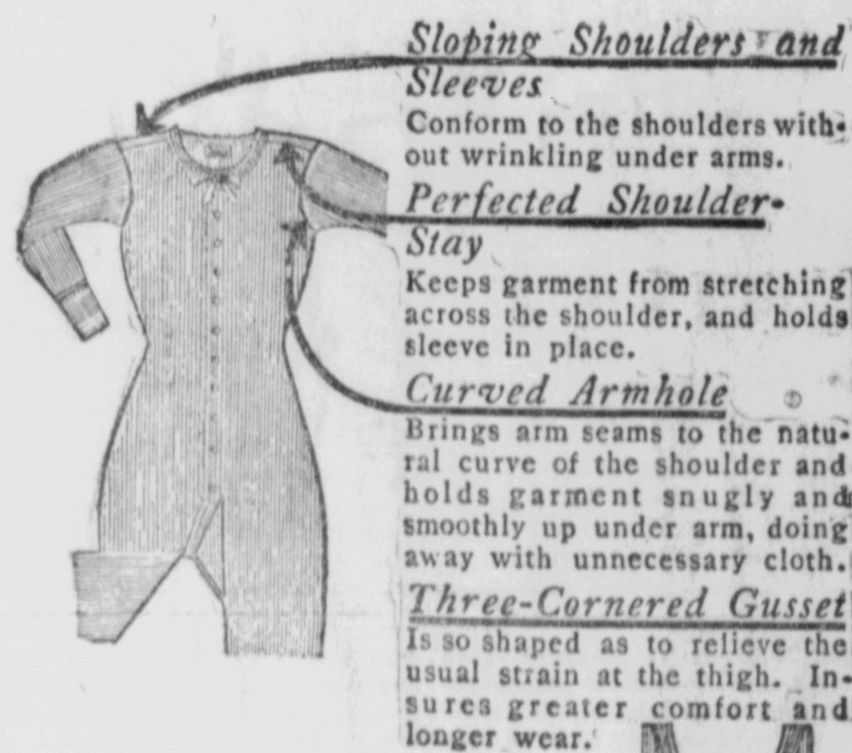 Sloping Shoulders and
Sleeves
Conform to the shoulders with-
out wrinkling under arms.
Perfected Shoulder-
Stay
Keeps garment from stretching
across the shoulder, and holds
sleeve in place.
Curved Armhole
Brings arm seams to the natu-
ral curve of the shoulder and
holds garment snugly and
smoothly up under arm, doing
away with unnecessary cloth.
Three-Cornered Gusset
Is so shaped as to relieve the
usual strain at the thigh. In-
sures greater comfort and
longer wear.